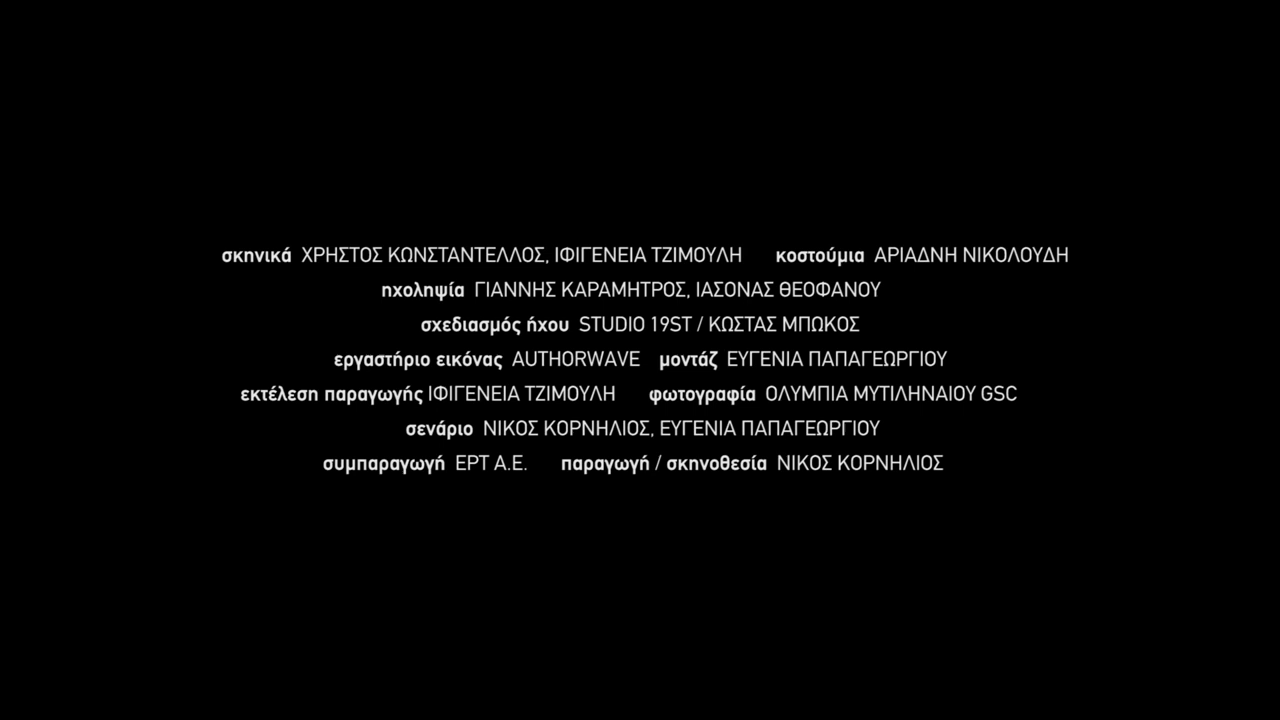 σκηνικά ΧΡΗΣΤΟΣ ΚΩΝΣΤΑΝΤΕΛΛΟΣ, ΙΦΙΓΕΝΕΙΑ ΤΖΙΜΟΥΛΗ κοστούμια ΑΡΙΑΔΝΗ ΝΙΚΟΛΟΥΔΗ
ηχοληψία ΓΙΑΝΝΗΣ ΚΑΡΑΜΗΤΡΟΣ, ΙΑΣΟΝΑΣ ΘΕΟΦΑΝΟΥ
σχεδιασμός ήχου STUDIO 19ST / ΚΩΣΤΑΣ ΜΠΩΚΟΣ
εργαστήριο εικόνας AUTHORWAVE μοντάζ ΕΥΓΕΝΙΑ ΠΑΠΑΓΕΩΡΓΙΟΥ
εκτέλεση παραγωγής ΙΦΙΓΕΝΕΙΑ ΤΖΙΜΟΥΛΗ φωτογραφία ΟΛΥΜΠΙΑ ΜΥΤΙΛΗΝΑΙΟΥ GSC
σενάριο ΝΙΚΟΣ ΚΟΡΝΗΛΙΟΣ, ΕΥΓΕΝΙΑ ΠΑΠΑΓΕΩΡΓΙΟΥ
συμπαραγωγή ΕΡΤ Α.Ε. παραγωγή / σκηνοθεσία ΝΙΚΟΣ ΚΟΡΝΗΛΙΟΣ